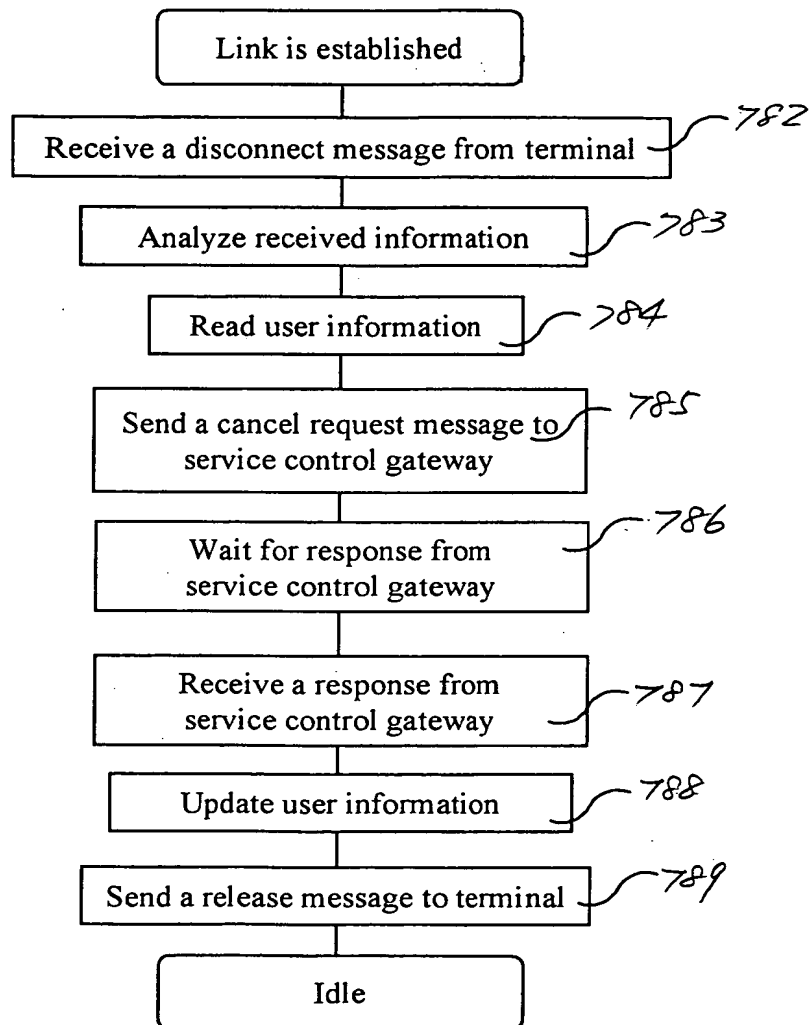 Link is established
782
Receive a disconnect message from terminal
783
Analyze received information
784
Read user information
785
Send a cancel request message to
service control gateway
786
Wait for response from
service control gateway
Receive a response from
787
service control gateway
788
Update user information
789
Send a release message to terminal
Idle